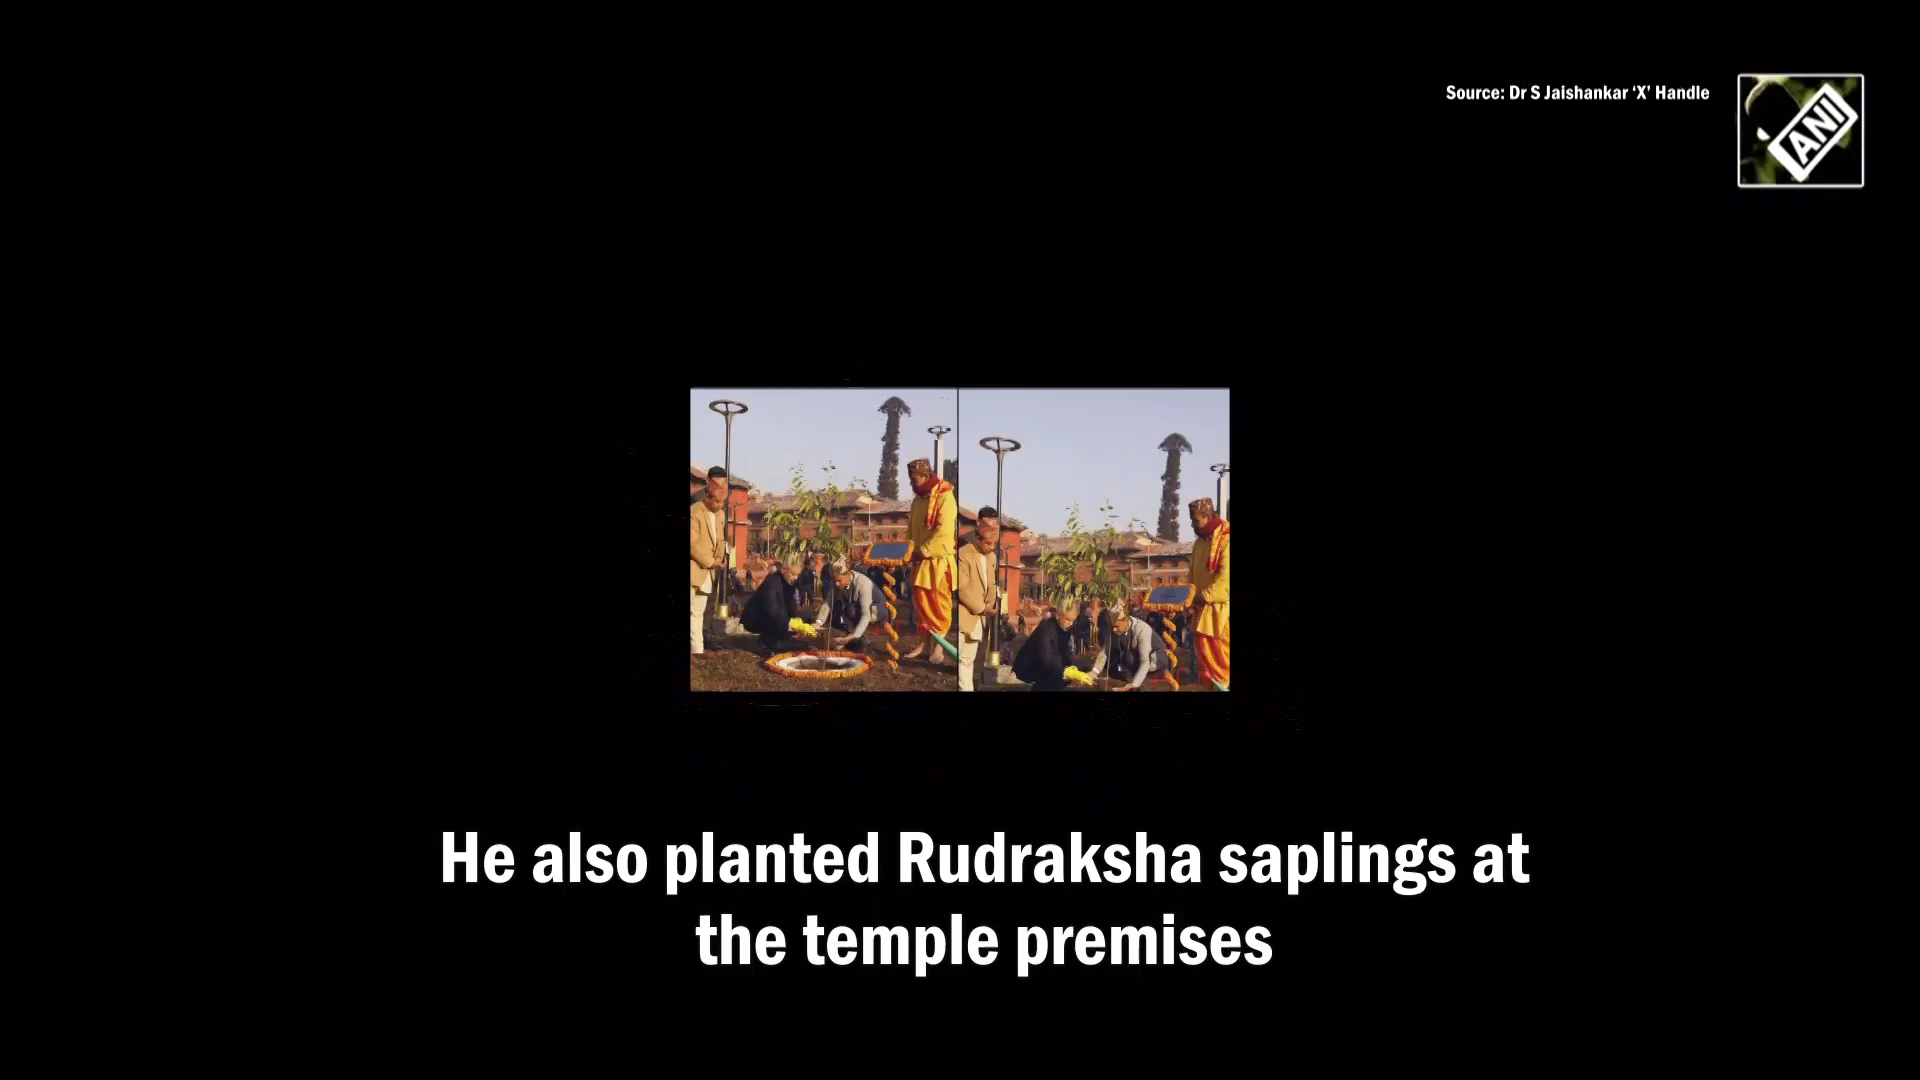 Source: Dr S Jaishankar ‘X’ Handle
ANI
He also planted Rudraksha saplings at
the temple premises